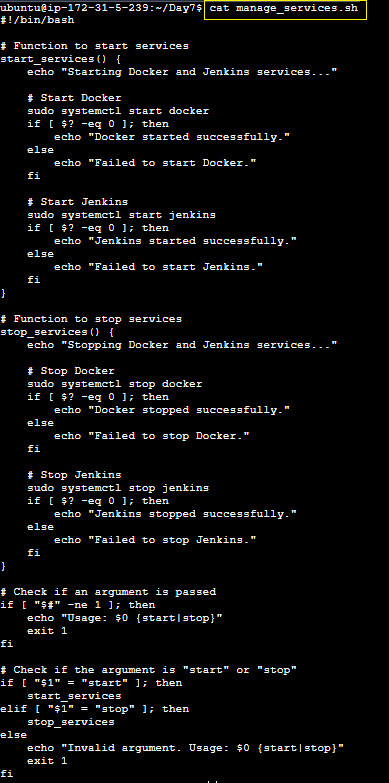 ubuntu@ip-172-31-5-239:~/Day7$ cat manage_services.sh
#!/bin/bash

# Function to start services
start_services() {
    echo "Starting Docker and Jenkins services..."

    # Start Docker
    sudo systemctl start docker
    if [ $? -eq 0 ]; then
        echo "Docker started successfully."
    else
        echo "Failed to start Docker."
    fi

    # Start Jenkins
    sudo systemctl start jenkins
    if [ $? -eq 0 ]; then
        echo "Jenkins started successfully."
    else
        echo "Failed to start Jenkins."
    fi
}

# Function to stop services
stop_services() {
    echo "Stopping Docker and Jenkins services..."

    # Stop Docker
    sudo systemctl stop docker
    if [ $? -eq 0 ]; then
        echo "Docker stopped successfully."
    else
        echo "Failed to stop Docker."
    fi

    # Stop Jenkins
    sudo systemctl stop jenkins
    if [ $? -eq 0 ]; then
        echo "Jenkins stopped successfully."
    else
        echo "Failed to stop Jenkins."
    fi
}

# Check if an argument is passed
if [ "$#" -ne 1 ]; then
    echo "Usage: $0 {start|stop}"
    exit 1
fi

# Check if the argument is "start" or "stop"
if [ "$1" = "start" ]; then
    start_services
elif [ "$1" = "stop" ]; then
    stop_services
else
    echo "Invalid argument. Usage: $0 {start|stop}"
    exit 1
fi